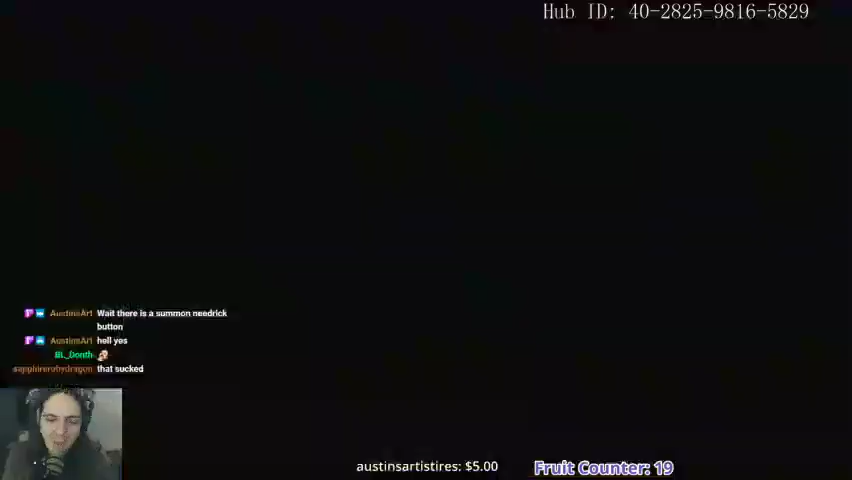 Hub ID: 40-2825-9816-5829
AustinsArt Wait there is a summon needrick
button
AustinsArt hell yes
BL_Donth
sapphirerobydragon that sucked
austinsartistires: $5.00
Fruit Counter: 19